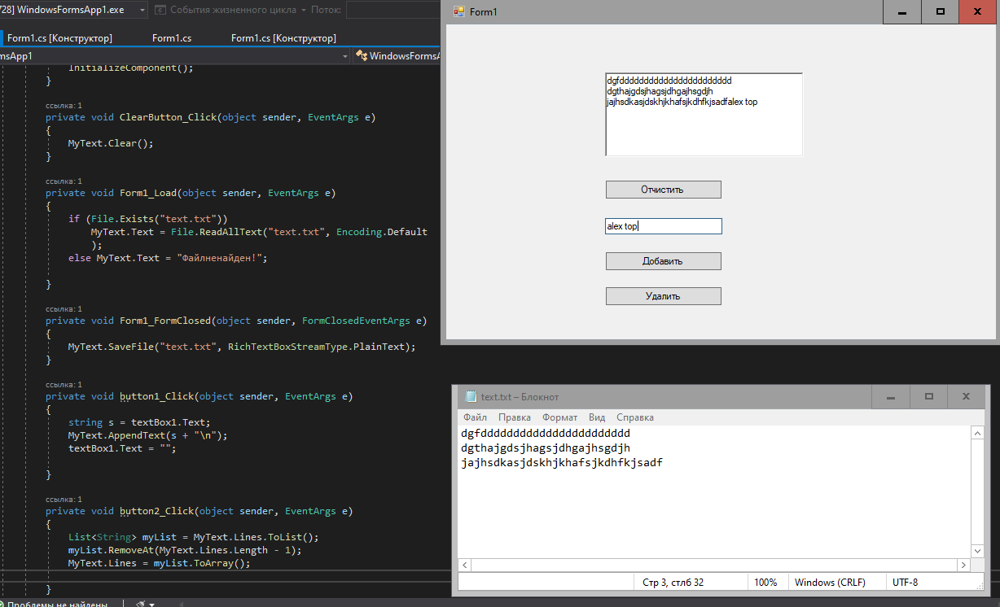 728] WindowsFormsApp1.exe
События жизненного цикла
Поток:
Form1.cs [Конструктор]
Form1.cs
Form1.cs [Конструктор]
msApp1
WindowsFormsA
InitializeComponent();
}
ссылка: 1
private void ClearButton_Click(object sender, EventArgs e)
{
MyText.Clear();
}
ссылка: 1
private void Form1_Load(object sender, EventArgs e)
{
if (File.Exists("text.txt"))
MyText.Text = File.ReadAllText("text.txt", Encoding.Default
);
else MyText.Text = "Файлненайден!";
}
ссылка: 1
private void Form1_FormClosed(object sender, FormClosedEventArgs e)
{
MyText.SaveFile("text.txt", RichTextBoxStreamType.PlainText);
}
ссылка: 1
private void button1_Click(object sender, EventArgs e)
{
string s = textBox1.Text;
MyText.AppendText(s + "\n");
textBox1.Text = "";
}
ссылка: 1
private void button2_Click(object sender, EventArgs e)
{
List<String> myList = MyText.Lines.ToList();
myList.RemoveAt(MyText.Lines.Length - 1);
MyText.Lines = myList.ToArray();
}
Проблемы не найдены
Form1
dgfddddddddddddddddddddddd
dgthajgdsjhagsjdhgajhsgdjh
jajhsdkasjdskhjkhafsjkdhfkjsadfalex top
Отчистить
alex top
Добавить
Удалить
text.txt – Блокнот
Файл Правка Формат Вид Справка
dgfddddddddddddddddddddddd
dgthajgdsjhagsjdhgajhsgdjh
jajhsdkasjdskhjkhafsjkdhfkjsadf
Стр 3, стлб 32
100%
Windows (CRLF)
UTF-8